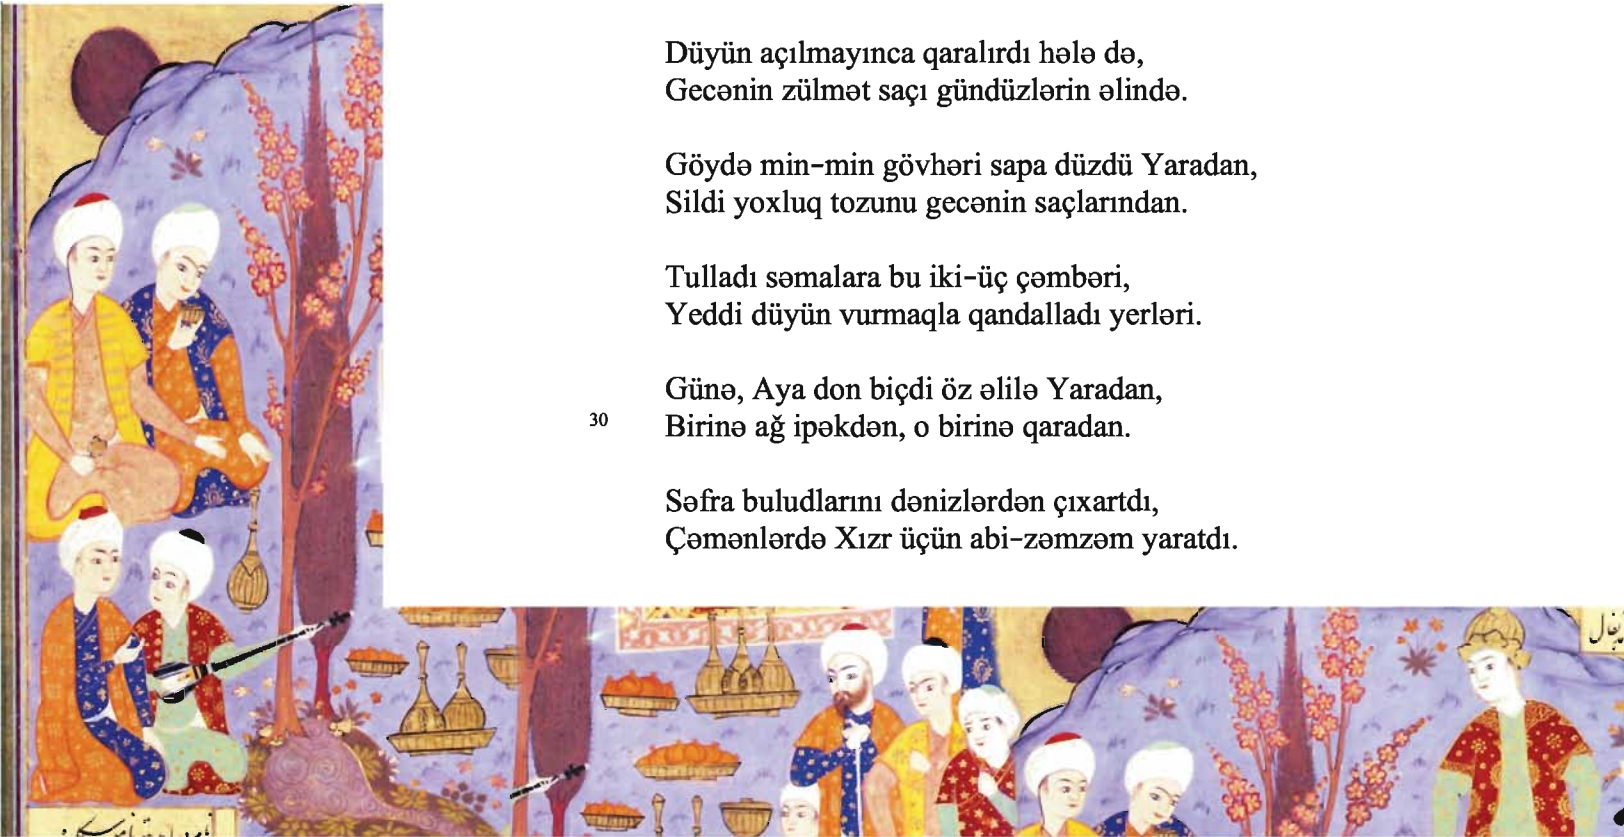 Düyün açılmayınca qaralırdı hələ də,
Gecənin zülmət saçı gündüzlərin əlində.
Göydə min-min gövhəri sapa düzdü Yaradan,
Sildi yoxluq tozunu gecənin saçlarından.
Tulladı səmalara bu iki-üç çəmbəri,
Yeddi düyün vurmaqla qandalladı yerləri.
Günə, Aya don biçdi öz əlilə Yaradan,
30 Birinə ağ̌ ipəkdən, o birinə qaradan.
Səfra buludlarını dənizlərdən çıxartdı,
Çəmənlərdə Xızr üçün abi-zəmzəm yaratdı.